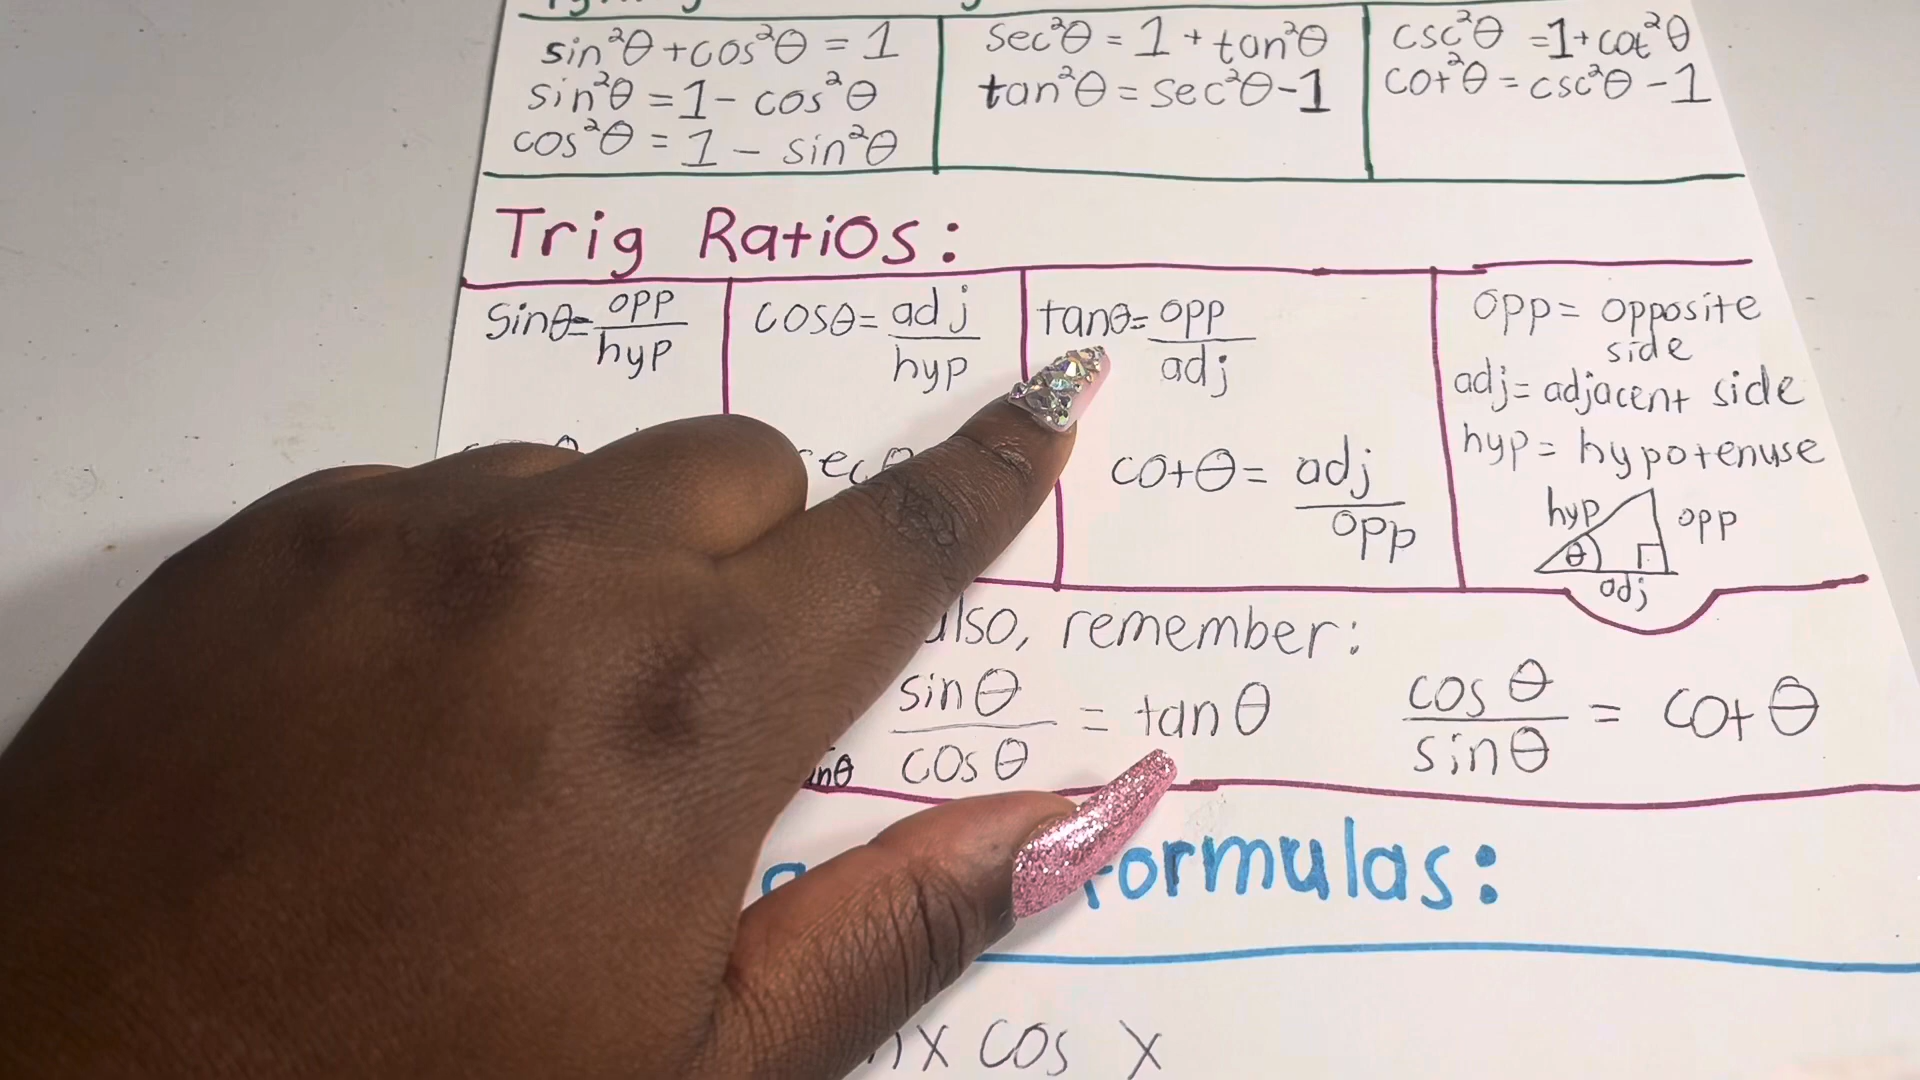 sin²θ + cos²θ = 1
sin²θ = 1 - cos²θ
cos²θ = 1 - sin²θ
sec²θ = 1 + tan²θ
tan²θ = sec²θ - 1
csc²θ = 1 + cot²θ
cot²θ = csc²θ - 1
Trig Ratios:
sinθ = opp
hyp
cosθ = adj
hyp
tanθ = opp
adj
cotθ = adj
opp
opp = opposite
side
adj = adjacent side
hyp = hypotenuse
hyp
opp
θ
adj
also, remember:
sinθ
cosθ
= tanθ
cosθ
sinθ
= cotθ
x cos x